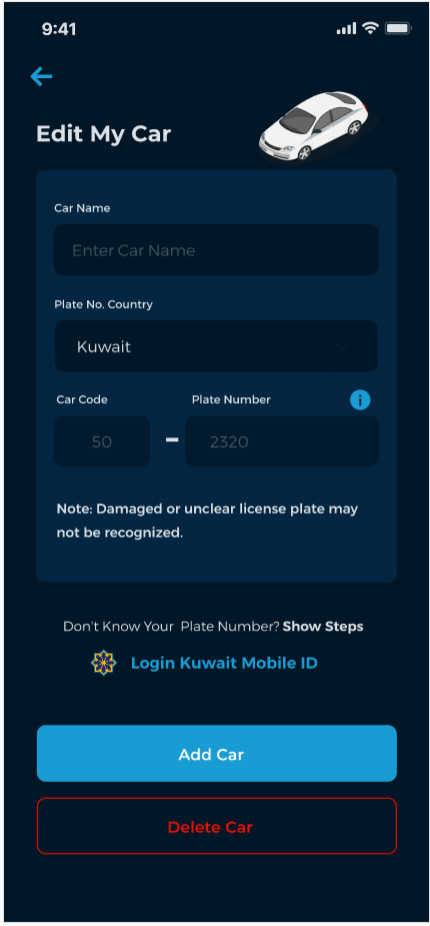 9:41
Edit My Car
Car Name
Enter Car Name
Plate No. Country
Kuwait
Car Code
Plate Number
i
50
2320
Note: Damaged or unclear license plate may
not be recognized.
Don't Know Your Plate Number? Show Steps
Login Kuwait Mobile ID
Add Car
Delete Car